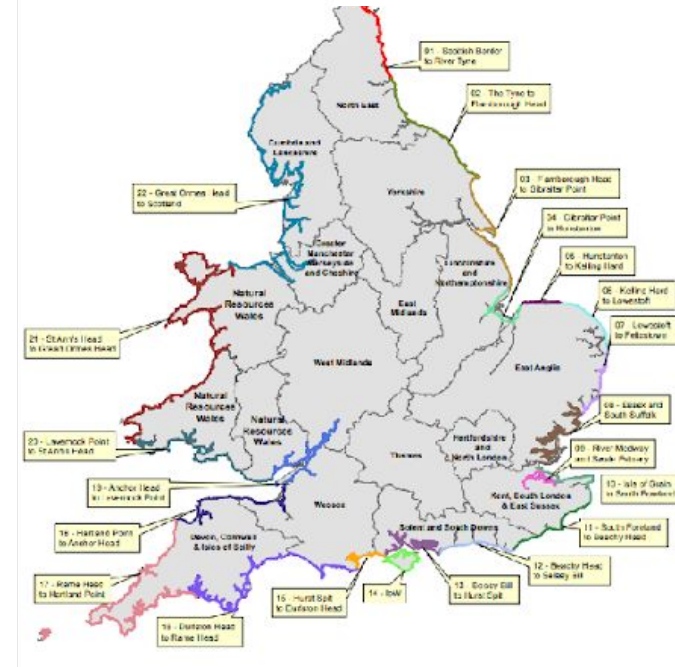 01 - Scottish Border
to River Tyne
North East
02 - The Tyne to
Flamborough Head
Cumbria and
Lancashire
03 - Flamborough Head
to Gibraltar Point
Yorkshire
22 - Great Ormes Head
to Scotland
04 - Gibraltar Point
to Hunstanton
Greater
Manchester
Merseyside
and Cheshire
05 - Hunstanton
to Kelling Hard
Lincolnshire
and
Northamptonshire
06 - Kelling Hard
to Lowestoft
Natural
Resources
Wales
East
Midlands
07 - Lowestoft
to Felixstowe
21 - St Ann's Head
to Great Ormes Head
West Midlands
East Anglia
Natural
Resources
Wales
Natural
Resources
Wales
08 - Essex and
South Suffolk
20 - Lavernock Point
to St Anns Head
Hertfordshire
and
North London
09 - River Medway
and Swale Estuary
Thames
19 - Anchor Head
to Lavernock Point
10 - Isle of Grain
to South Foreland
Kent, South London
& East Sussex
Wessex
11 - South Foreland
to Beachy Head
Solent and South Downs
18 - Hartland Point
to Anchor Head
Devon, Cornwall
& Isles of Scilly
12 - Beachy Head
to Selsey Bill
17 - Rame Head
to Hartland Point
15 - Hurst Spit
to Durlston Head
14 - IoW
13 - Selsey Bill
to Hurst Spit
16 - Durlston Head
to Rame Head